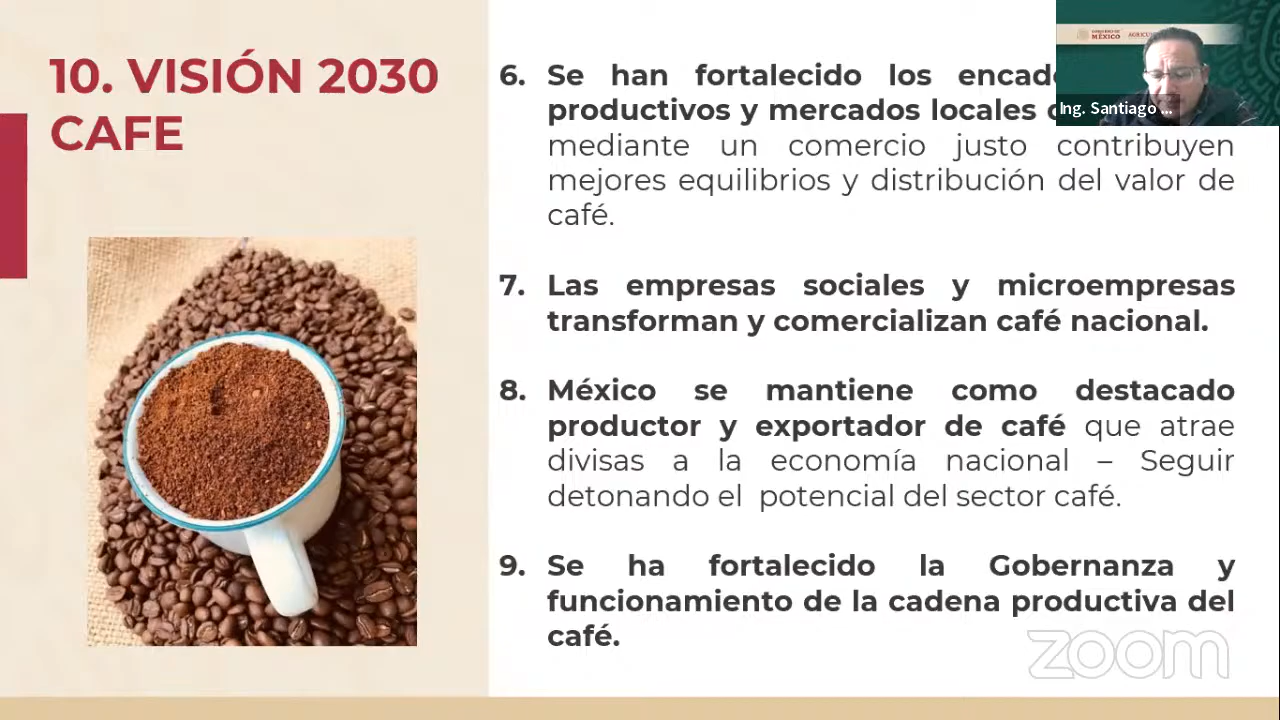 10. VISIÓN 2030
CAFE
6. Se han fortalecido los
productivos y mercados locales
mediante un comercio justo contribuyen
mejores equilibrios y distribución del valor de
café.
7. Las empresas sociales y microempresas
transforman y comercializan café nacional.
8. México se mantiene como destacado
productor y exportador de café que atrae
divisas a la economía nacional – Seguir
detonando el potencial del sector café.
9. Se ha fortalecido la Gobernanza y
funcionamiento de la cadena productiva del
café.
MÉXICO
Ing. Santiago ...
zoom